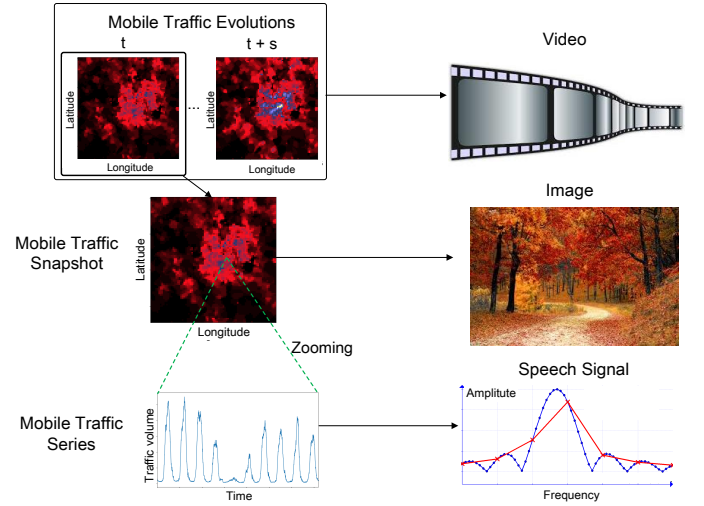 Mobile Traffic Evolutions
t
t + s
Video
Latitude
...
Latitude
Longitude
Longitude
Image
Mobile Traffic
Snapshot
Latitude
Longitude
Zooming
Speech Signal
Mobile Traffic
Series
Traffic volume
Time
Amplitute
Frequency